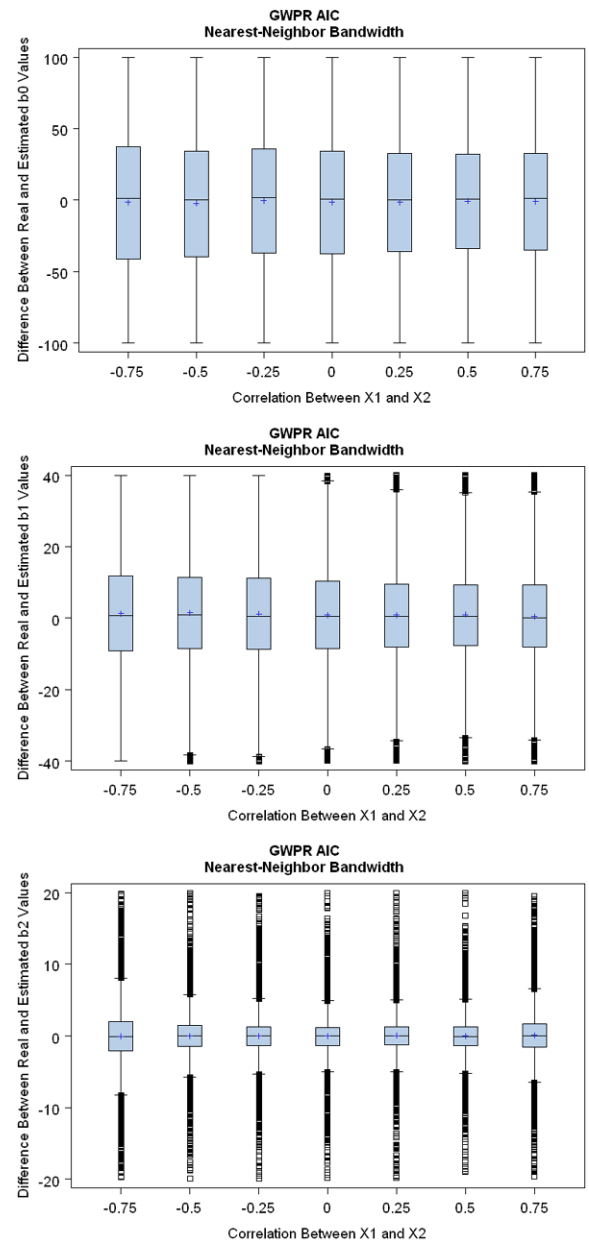 GWPR AIC
Nearest-Neighbor Bandwidth
Difference Between Real and Estimated b0 Values
100
50
0
-50
-100
-0.75 -0.5 -0.25 0 0.25 0.5 0.75
Correlation Between X1 and X2
GWPR AIC
Nearest-Neighbor Bandwidth
Difference Between Real and Estimated b1 Values
40
20
0
-20
-40
-0.75 -0.5 -0.25 0 0.25 0.5 0.75
Correlation Between X1 and X2
GWPR AIC
Nearest-Neighbor Bandwidth
Difference Between Real and Estimated b2 Values
20
10
0
-10
-20
-0.75 -0.5 -0.25 0 0.25 0.5 0.75
Correlation Between X1 and X2